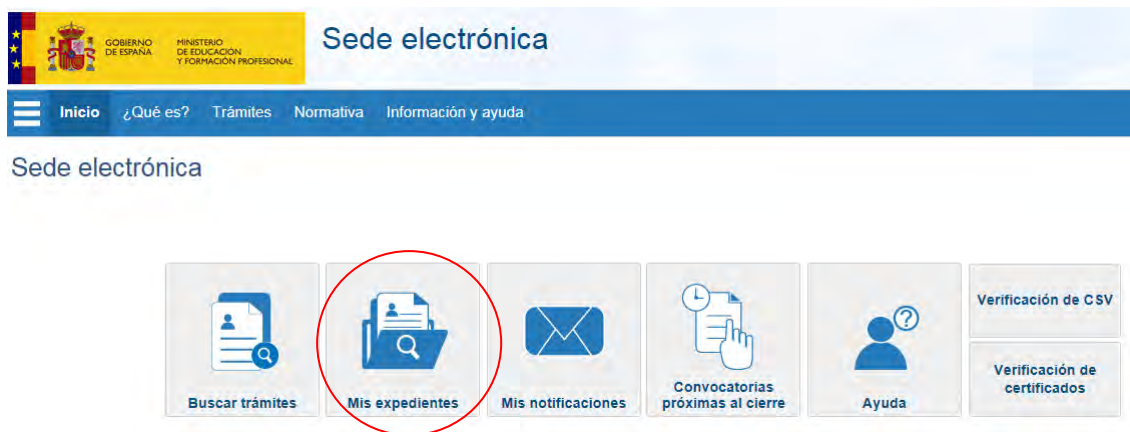 GOBIERNO
DE ESPAÑA
MINISTERIO
DE EDUCACIÓN
Y FORMACIÓN PROFESIONAL
Sede electrónica
Inicio ¿Qué es? Trámites Normativa Información y ayuda
Sede electrónica
Buscar trámites
Mis expedientes
Mis notificaciones
Convocatorias
próximas al cierre
?
Ayuda
Verificación de CSV
Verificación de
certificados